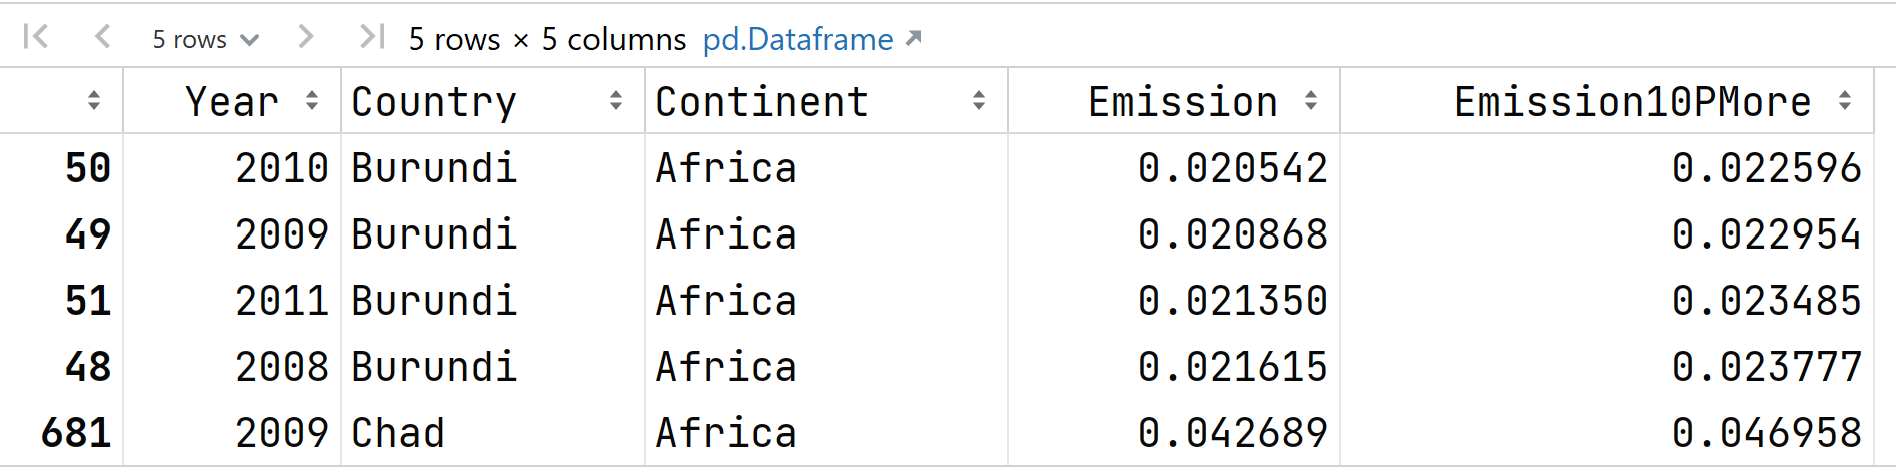 5 rows 5 rows × 5 columns pd.Dataframe
Year Country Continent Emission Emission10PMore
50 2010 Burundi Africa 0.020542 0.022596
49 2009 Burundi Africa 0.020868 0.022954
51 2011 Burundi Africa 0.021350 0.023485
48 2008 Burundi Africa 0.021615 0.023777
681 2009 Chad Africa 0.042689 0.046958